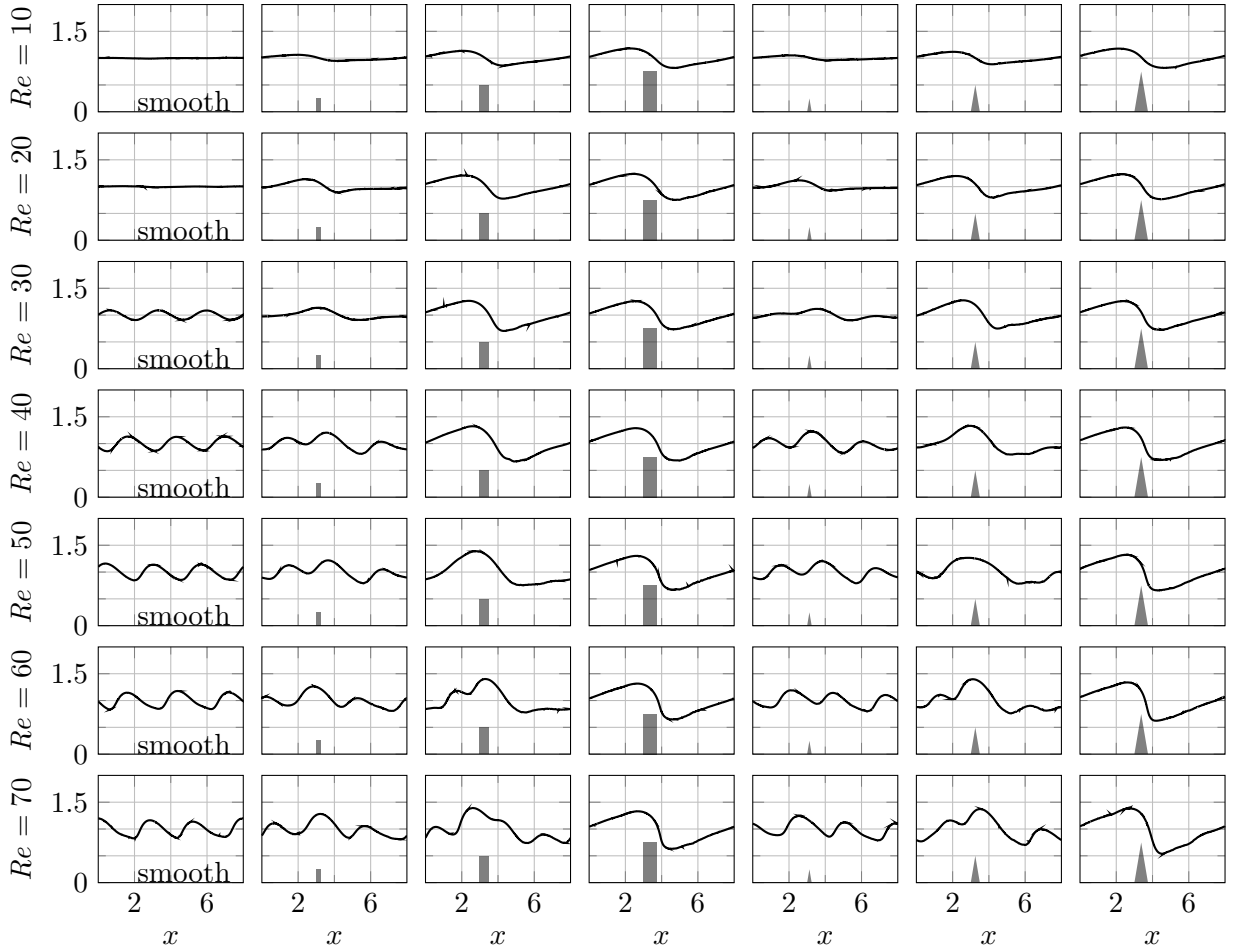 Re = 10
1.5
0
smooth
Re = 20
1.5
0
smooth
Re = 30
1.5
0
smooth
Re = 40
1.5
0
smooth
Re = 50
1.5
0
smooth
Re = 60
1.5
0
smooth
Re = 70
1.5
0
smooth
2 6 2 6 2 6 2 6 2 6 2 6 2 6
x x x x x x x